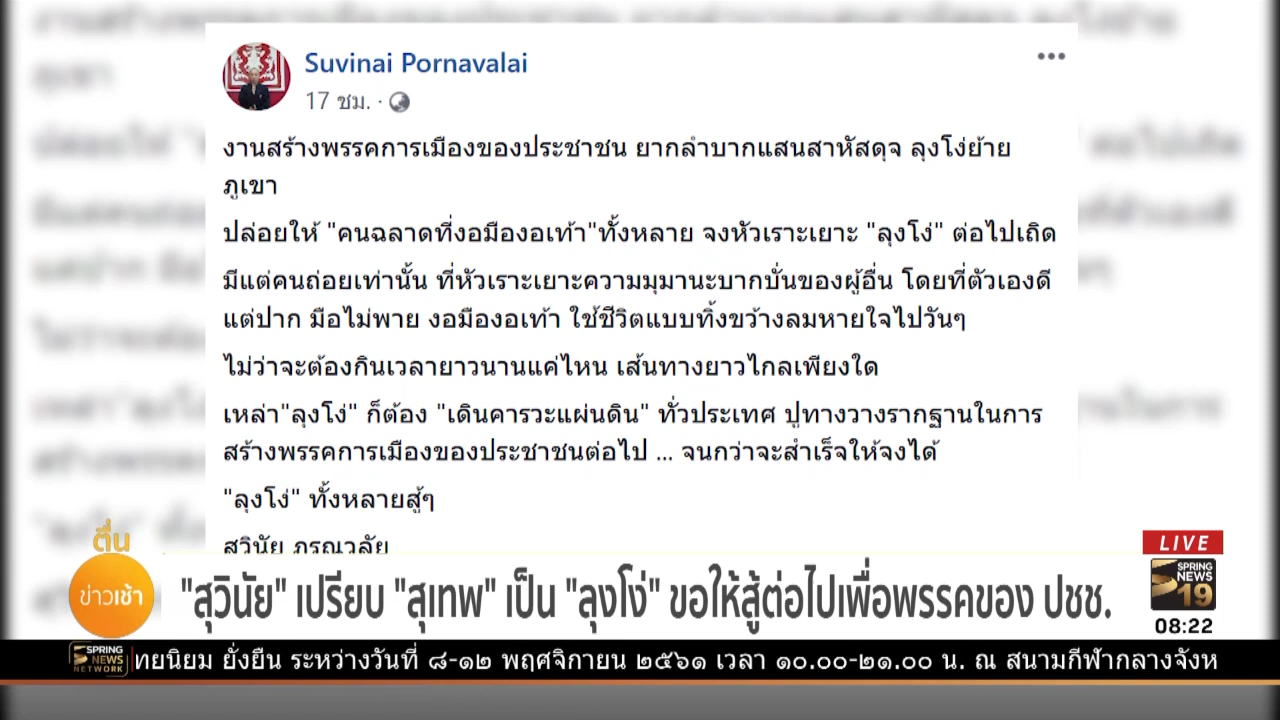 Suvinai Pornavalai
17 ชม.
งานสร้างพรรคการเมืองของประชาชน ยากลำบากแสนสาหัสดุจ ลุงโง่ย้าย
ภูเขา
ปล่อยให้ "คนฉลาดที่งอมืองอเท้า"ทั้งหลาย จงหัวเราะเยาะ "ลุงโง่" ต่อไปเถิด
มีแต่คนถ่อยเท่านั้น ที่หัวเราะเยาะความมุมานะบากบั่นของผู้อื่น โดยที่ตัวเองดี
แต่ปาก มือไม่พาย งอมืองอเท้า ใช้ชีวิตแบบทิ้งขว้างลมหายใจไปวันๆ
ไม่ว่าจะต้องกินเวลายาวนานแค่ไหน เส้นทางยาวไกลเพียงใด
เหล่า"ลุงโง่" ก็ต้อง "เดินคารวะแผ่นดิน" ทั่วประเทศ ปูทางวางรากฐานในการ
สร้างพรรคการเมืองของประชาชนต่อไป ... จนกว่าจะสำเร็จให้จงได้
"ลุงโง่" ทั้งหลายสู้ๆ
สุวินัย ภรณวลัย
ตื่น
ข่าวเช้า
"สุวินัย" เปรียบ "สุเทพ" เป็น "ลุงโง่" ขอให้สู้ต่อไปเพื่อพรรคของ ปชช.
LIVE
SPRING
NEWS
19
08:22
SPRING
NEWS
NETWORK
ทยนิยม ยั่งยืน ระหว่างวันที่ ๘-๑๒ พฤศจิกายน ๒๕๖๑ เวลา ๑๐.๐๐-๒๑.๐๐ น. ณ สนามกีฬากลางจังห